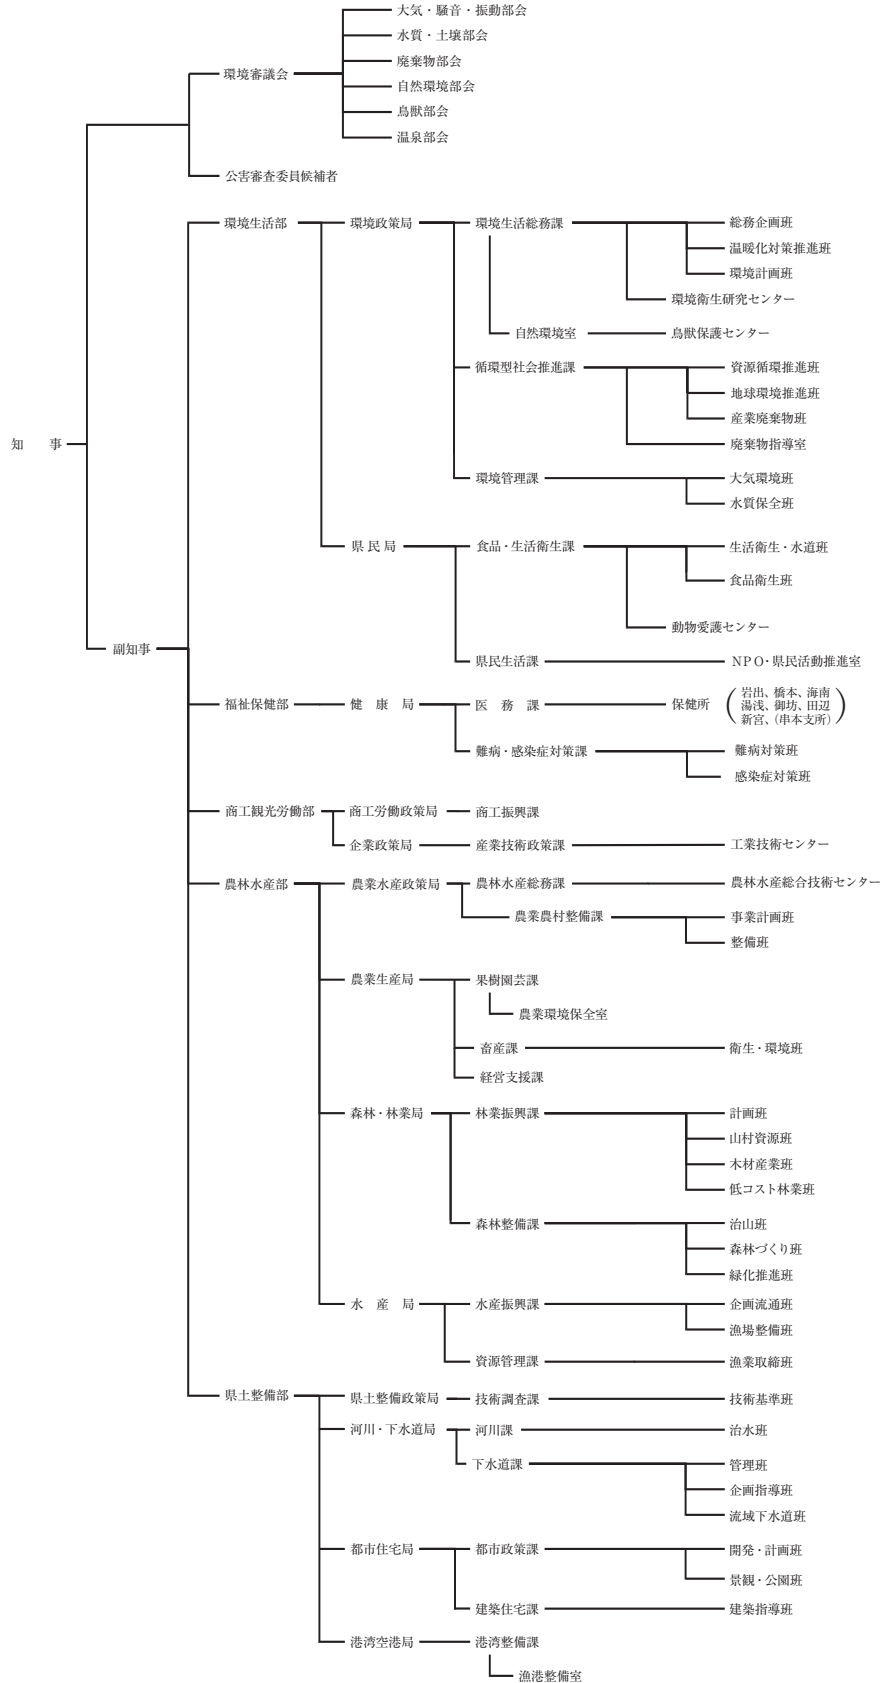 大気・騒音・振動部会
水質・土壌部会
環境審議会
廃棄物部会
自然環境部会
鳥獣部会
温泉部会
公害審査委員候補者
環境生活部 環境政策局 環境生活総務課 総務企画班
温暖化対策推進班
環境計画班
環境衛生研究センター
自然環境室 鳥獣保護センター
循環型社会推進課 資源循環推進班
地球環境推進班
産業廃棄物班
知　事 廃棄物指導室
環境管理課 大気環境班
水質保全班
県民局 食品・生活衛生課 生活衛生・水道班
食品衛生班
動物愛護センター
副知事
県民生活課 NPO・県民活動推進室
福祉保健部 健　康　局 医　務　課 保健所
岩出、橋本、海南
湯浅、御坊、田辺
新宮、（串本支所）
難病・感染症対策課 難病対策班
感染症対策班
商工観光労働部 商工労働政策局 商工振興課
企業政策局 産業技術政策課 工業技術センター
農林水産部 農業水産政策局 農林水産総務課 農林水産総合技術センター
農業農村整備課 事業計画班
整備班
農業生産局 果樹園芸課
農業環境保全室
畜産課 衛生・環境班
経営支援課
森林・林業局 林業振興課 計画班
山村資源班
木材産業班
低コスト林業班
森林整備課 治山班
森林づくり班
緑化推進班
水　産　局 水産振興課 企画流通班
漁場整備班
資源管理課 漁業取締班
県土整備部 県土整備政策局 技術調査課 技術基準班
河川・下水道局 河川課 治水班
下水道課 管理班
企画指導班
流域下水道班
都市住宅局 都市政策課 開発・計画班
景観・公園班
建築住宅課 建築指導班
港湾空港局 港湾整備課
漁港整備室